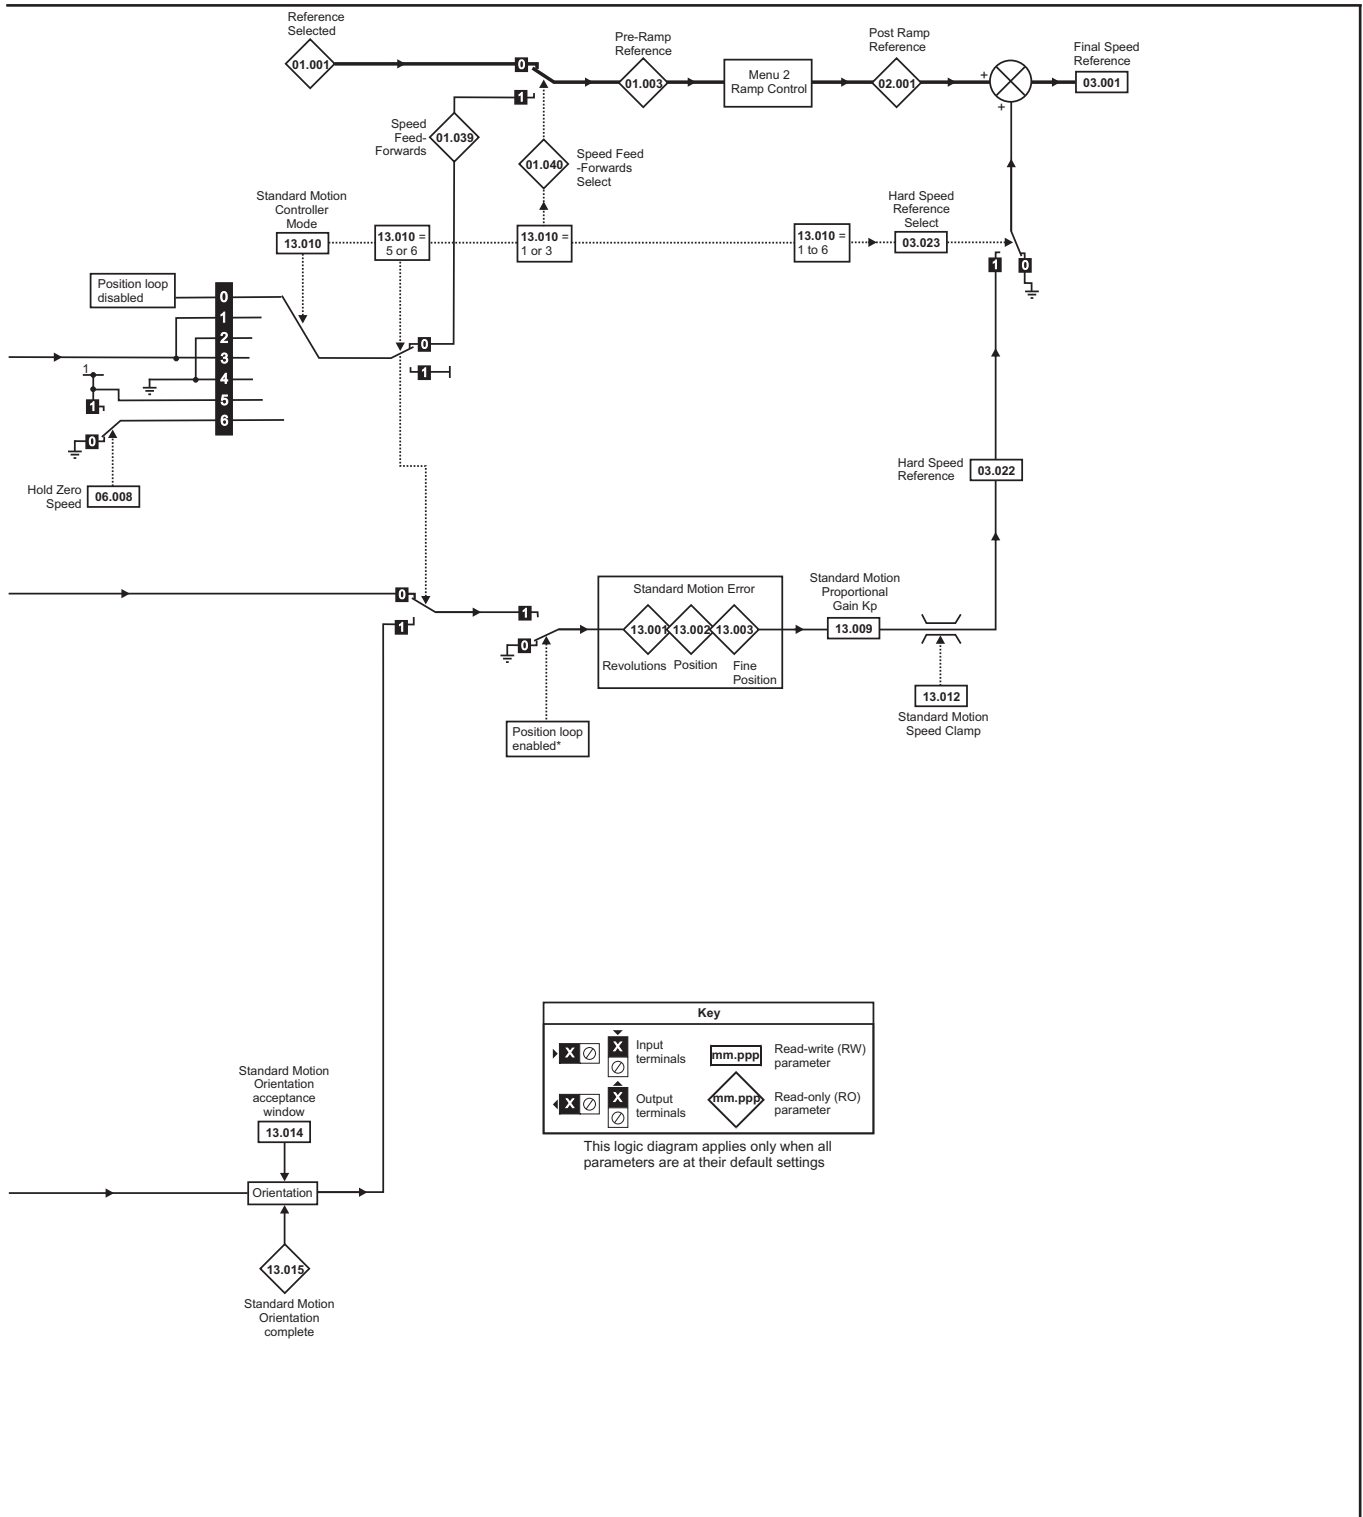 Reference
Selected
01.001
0
1
Pre-Ramp
Reference
01.003
Menu 2
Ramp Control
Post Ramp
Reference
02.001
+
+
Final Speed
Reference
03.001
Speed
Feed-
Forwards
01.039
01.040
Speed Feed
-Forwards
Select
Standard Motion
Controller
Mode
13.010
13.010 =
5 or 6
13.010 =
1 or 3
13.010 =
1 to 6
Hard Speed
Reference
Select
03.023
1
0
Position loop
disabled
0
1
2
3
4
5
6
0
1
1
1
0
Hold Zero
Speed
06.008
Hard Speed
Reference
03.022
0
1
1
0
Position loop
enabled*
Standard Motion Error
13.001
13.002
13.003
Revolutions
Position
Fine
Position
Standard Motion
Proportional
Gain Kp
13.009
13.012
Standard Motion
Speed Clamp
Key
X
X
Input
terminals
mm.ppp
Read-write (RW)
parameter
X
X
Output
terminals
mm.ppp
Read-only (RO)
parameter
This logic diagram applies only when all
parameters are at their default settings
Standard Motion
Orientation
acceptance
window
13.014
Orientation
13.015
Standard Motion
Orientation
complete